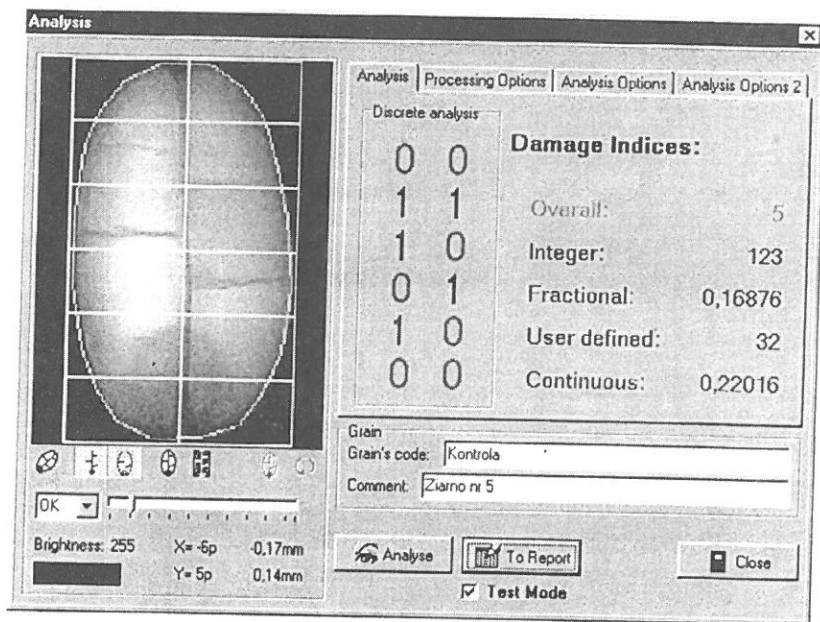 Analysis
Analysis Processing Options Analysis Options Analysis Options 2
Discrete analysis
0 0
1 1
1 0
0 1
1 0
0 0
Damage Indices:
Overall: 5
Integer: 123
Fractional: 0,16876
User defined: 32
Continuous: 0,22016
OK
Brightness: 255 X= -6p -0,17mm
Y= 5p 0,14mm
Grain
Grain's code: Kontrola
Comment: Ziarno nr 5
Analyse To Report Close
Test Mode